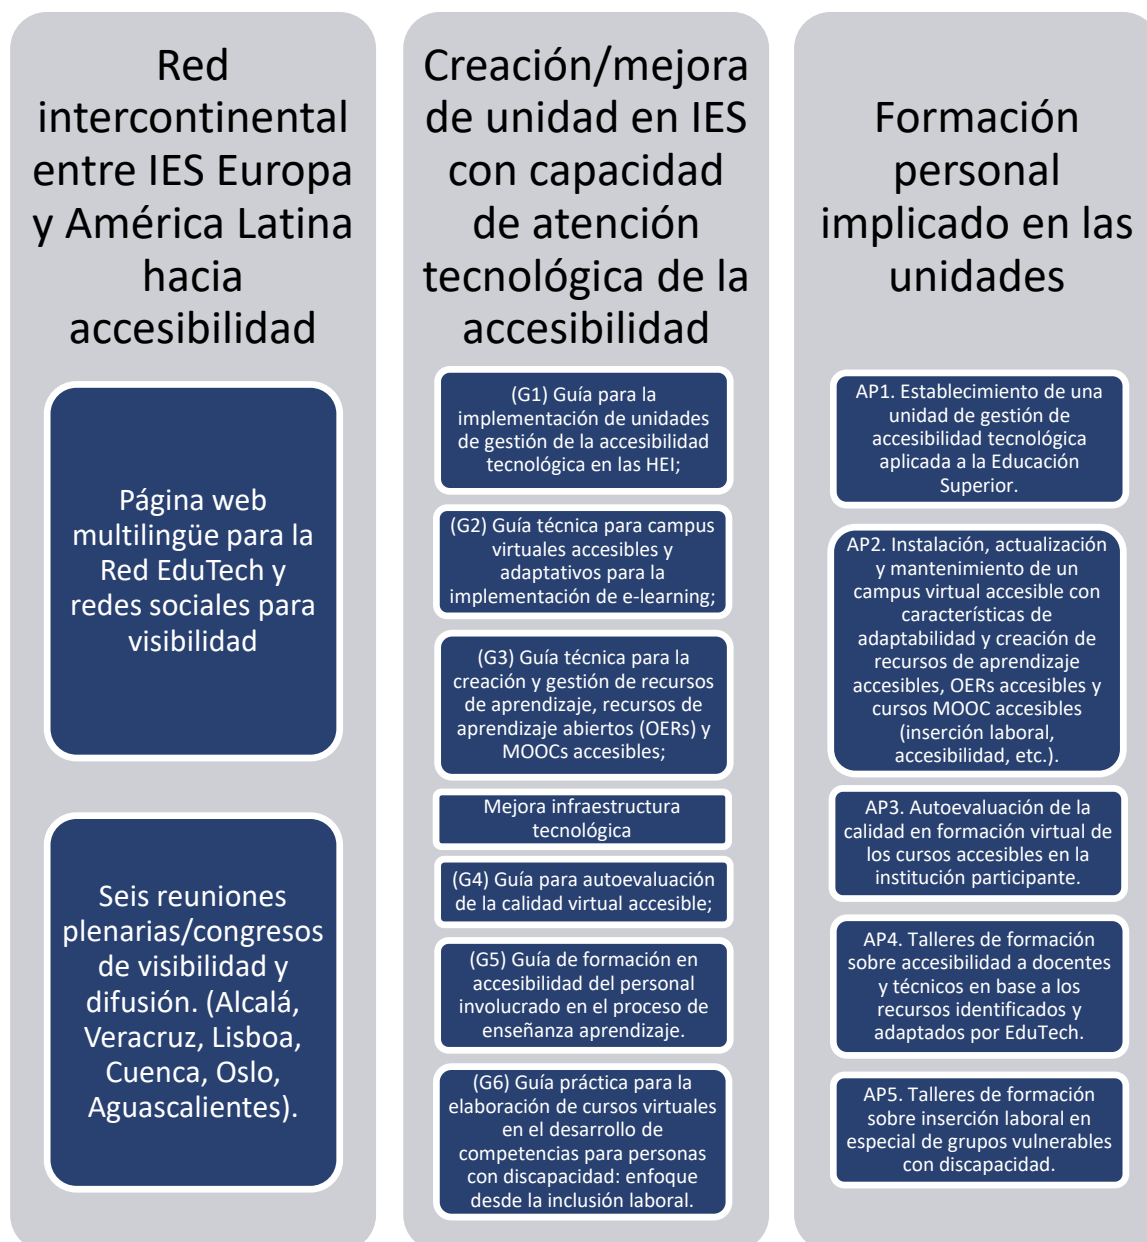 Red
intercontinental
entre IES Europa
y América Latina
hacia
accesibilidad
Página web
multilingüe para la
Red EduTech y
redes sociales para
visibilidad
Seis reuniones
plenarias/congresos
de visibilidad y
difusión. (Alcalá,
Veracruz, Lisboa,
Cuenca, Oslo,
Aguascalientes).
Creación/mejora
de unidad en IES
con capacidad
de atención
tecnológica de la
accesibilidad
(G1) Guía para la
implementación de unidades
de gestión de la accesibilidad
tecnológica en las HEI;
(G2) Guía técnica para campus
virtuales accesibles y
adaptativos para la
implementación de e-learning;
(G3) Guía técnica para la
creación y gestión de recursos
de aprendizaje, recursos de
aprendizaje abiertos (OERs) y
MOOCs accesibles;
Mejora infraestructura
tecnológica
(G4) Guía para autoevaluación
de la calidad virtual accesible;
(G5) Guía de formación en
accesibilidad del personal
involucrado en el proceso de
enseñanza aprendizaje.
(G6) Guía práctica para la
elaboración de cursos virtuales
en el desarrollo de
competencias para personas
con discapacidad: enfoque
desde la inclusión laboral.
Formación
personal
implicado en las
unidades
AP1. Establecimiento de una
unidad de gestión de
accesibilidad tecnológica
aplicada a la Educación
Superior.
AP2. Instalación, actualización
y mantenimiento de un
campus virtual accesible con
características de
adaptabilidad y creación de
recursos de aprendizaje
accesibles, OERs accesibles y
cursos MOOC accesibles
(inserción laboral,
accesibilidad, etc.).
AP3. Autoevaluación de la
calidad en formación virtual de
los cursos accesibles en la
institución participante.
AP4. Talleres de formación
sobre accesibilidad a docentes
y técnicos en base a los
recursos identificados y
adaptados por EduTech.
AP5. Talleres de formación
sobre inserción laboral en
especial de grupos vulnerables
con discapacidad.